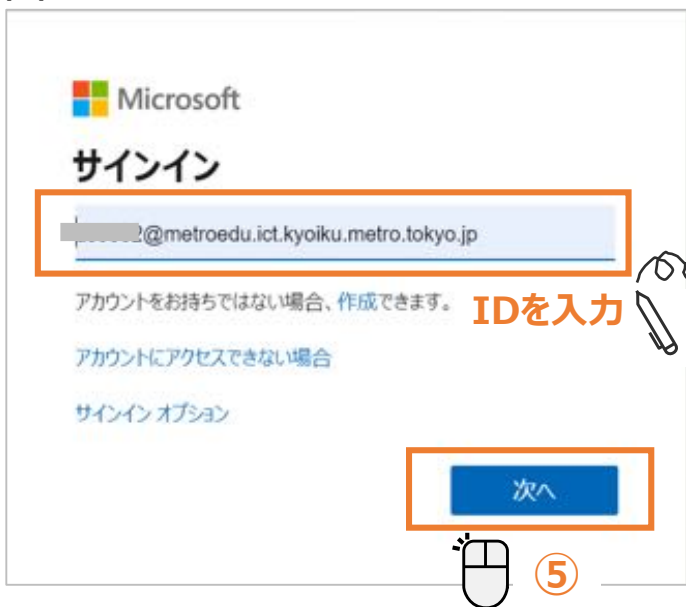 Microsoft
サインイン
2@metroedu.ict.kyoiku.metro.tokyo.jp
アカウントをお持ちではない場合、作成できます。
IDを入力
アカウントにアクセスできない場合
サインイン オプション
次へ
⑤